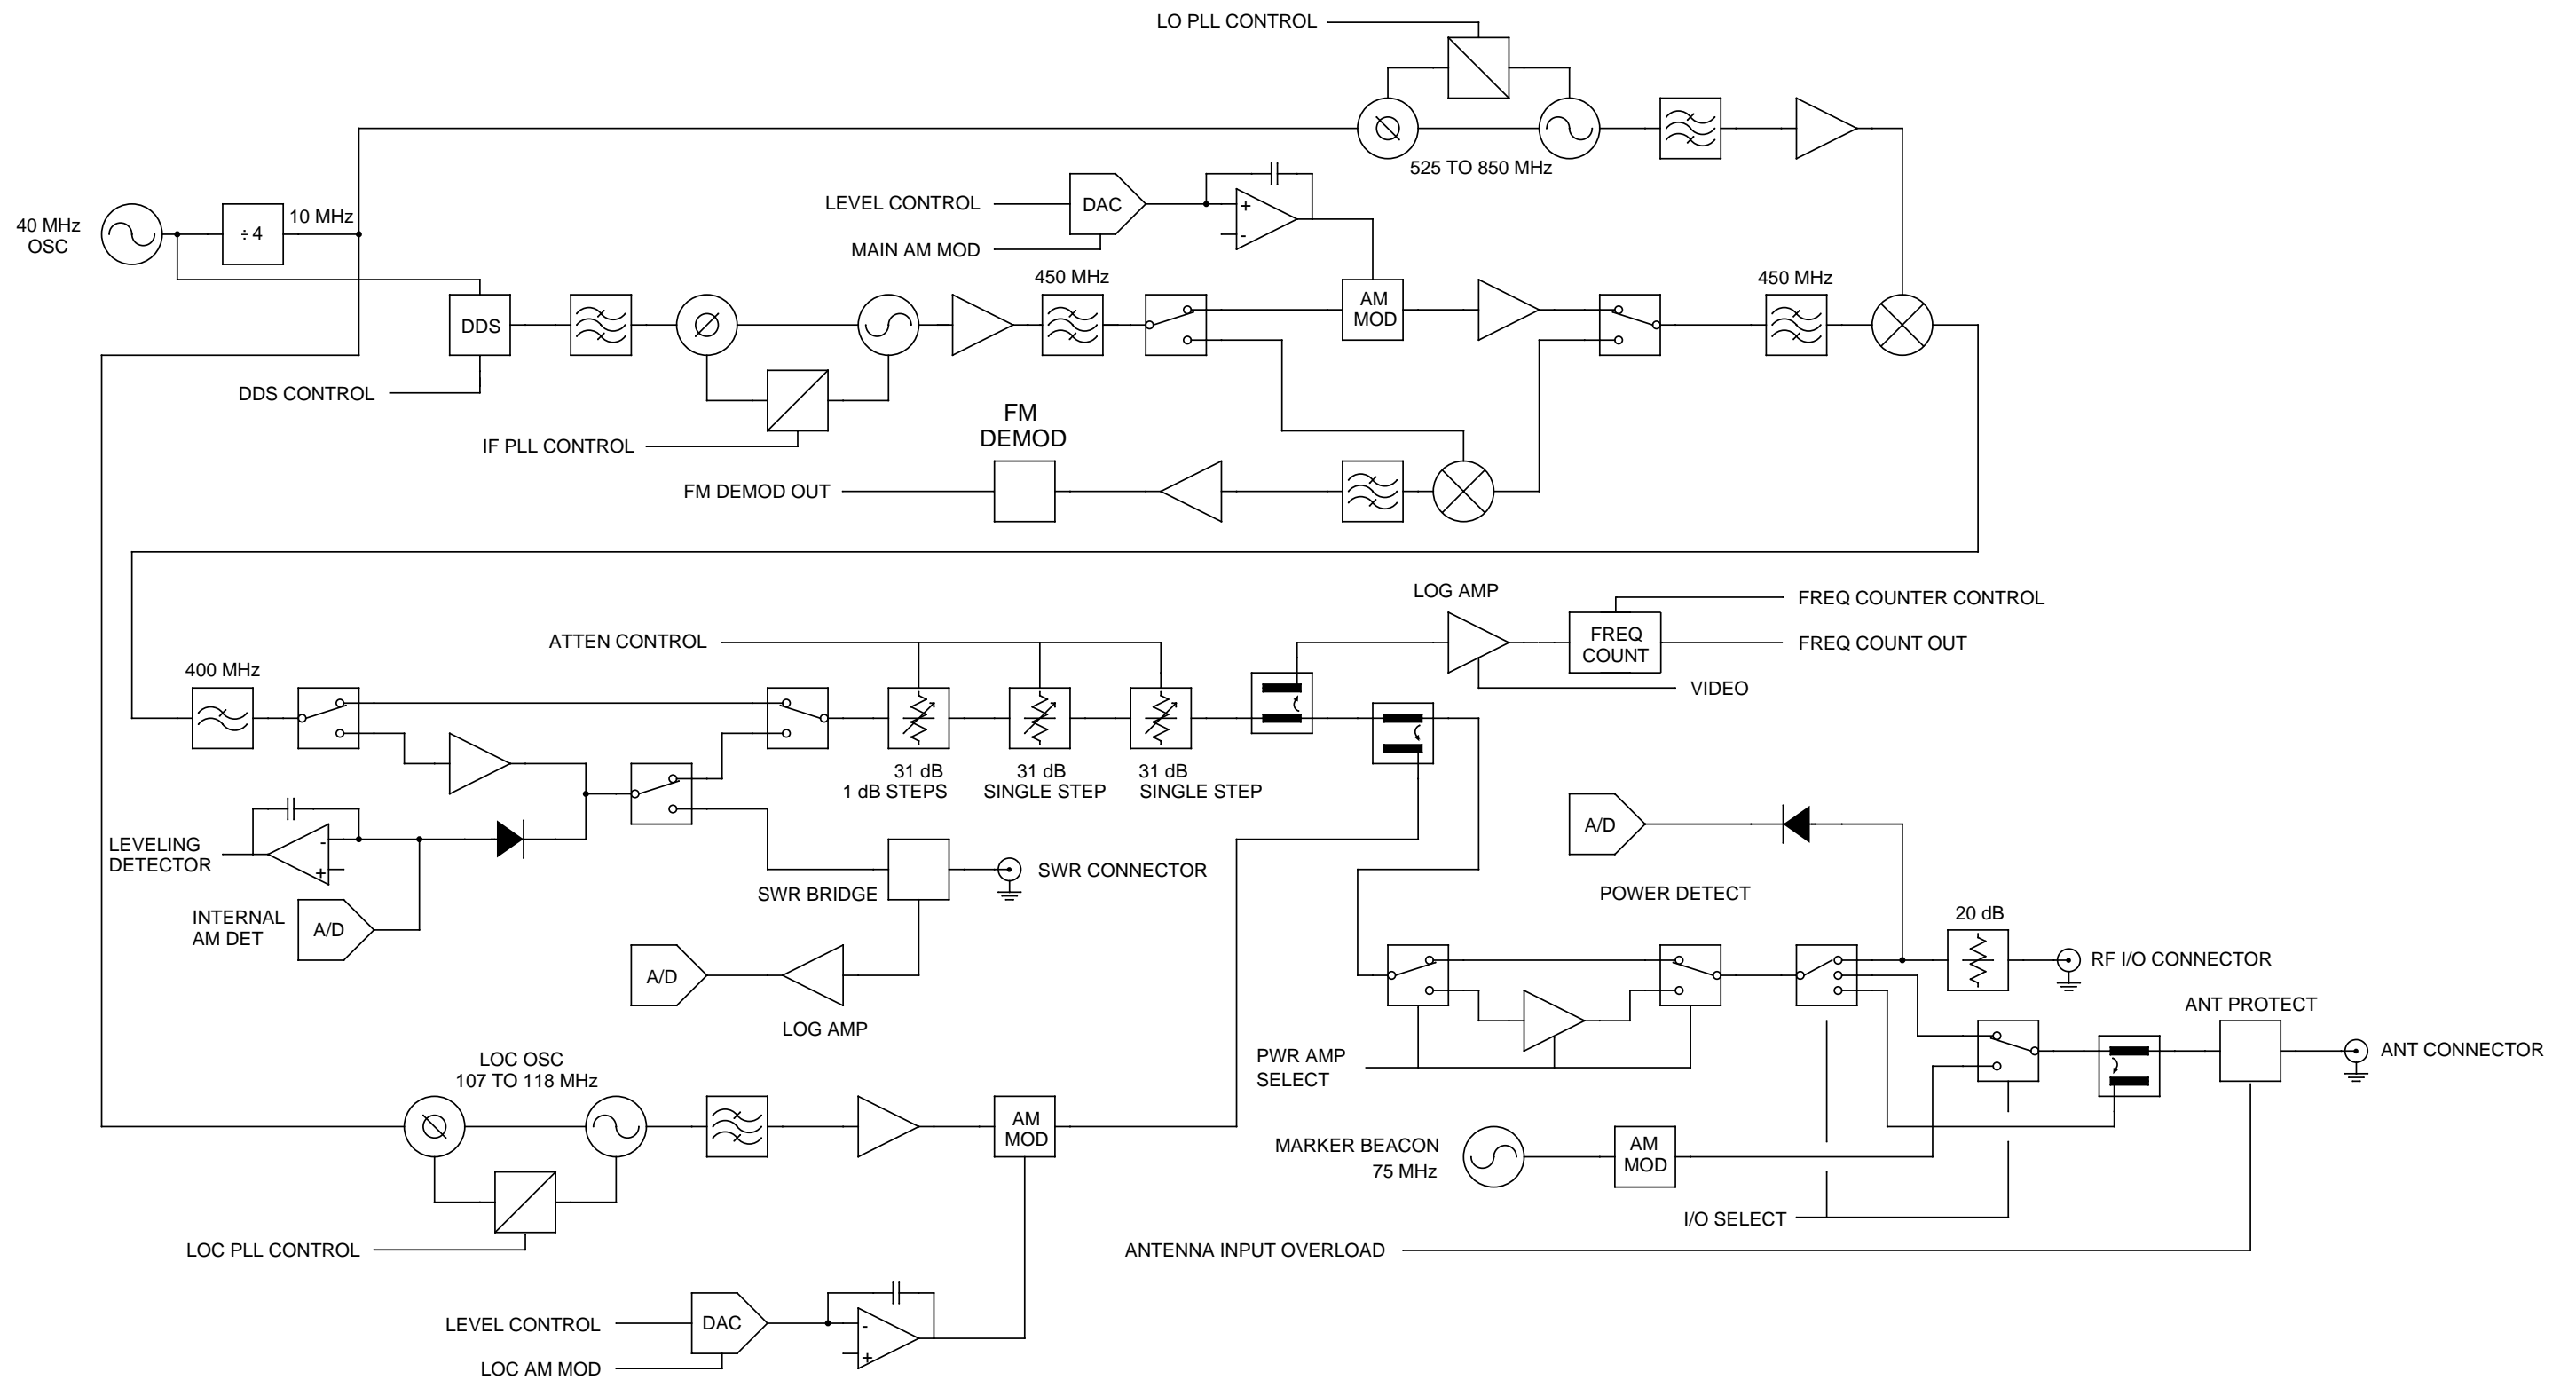 LO PLL CONTROL
525 TO 850 MHz
40 MHz
OSC
÷4
10 MHz
LEVEL CONTROL
DAC
+
-
MAIN AM MOD
DDS
DDS CONTROL
IF PLL CONTROL
450 MHz
AM
MOD
450 MHz
FM
DEMOD
FM DEMOD OUT
ATTEN CONTROL
LOG AMP
FREQ
COUNT
FREQ COUNTER CONTROL
FREQ COUNT OUT
VIDEO
400 MHz
31 dB
1 dB STEPS
31 dB
SINGLE STEP
31 dB
SINGLE STEP
LEVELING
DETECTOR
-
+
INTERNAL
AM DET
A/D
SWR BRIDGE
SWR CONNECTOR
A/D
LOG AMP
A/D
POWER DETECT
20 dB
RF I/O CONNECTOR
ANT PROTECT
ANT CONNECTOR
PWR AMP
SELECT
LOC OSC
107 TO 118 MHz
AM
MOD
MARKER BEACON
75 MHz
AM
MOD
I/O SELECT
LOC PLL CONTROL
ANTENNA INPUT OVERLOAD
LEVEL CONTROL
DAC
-
+
LOC AM MOD